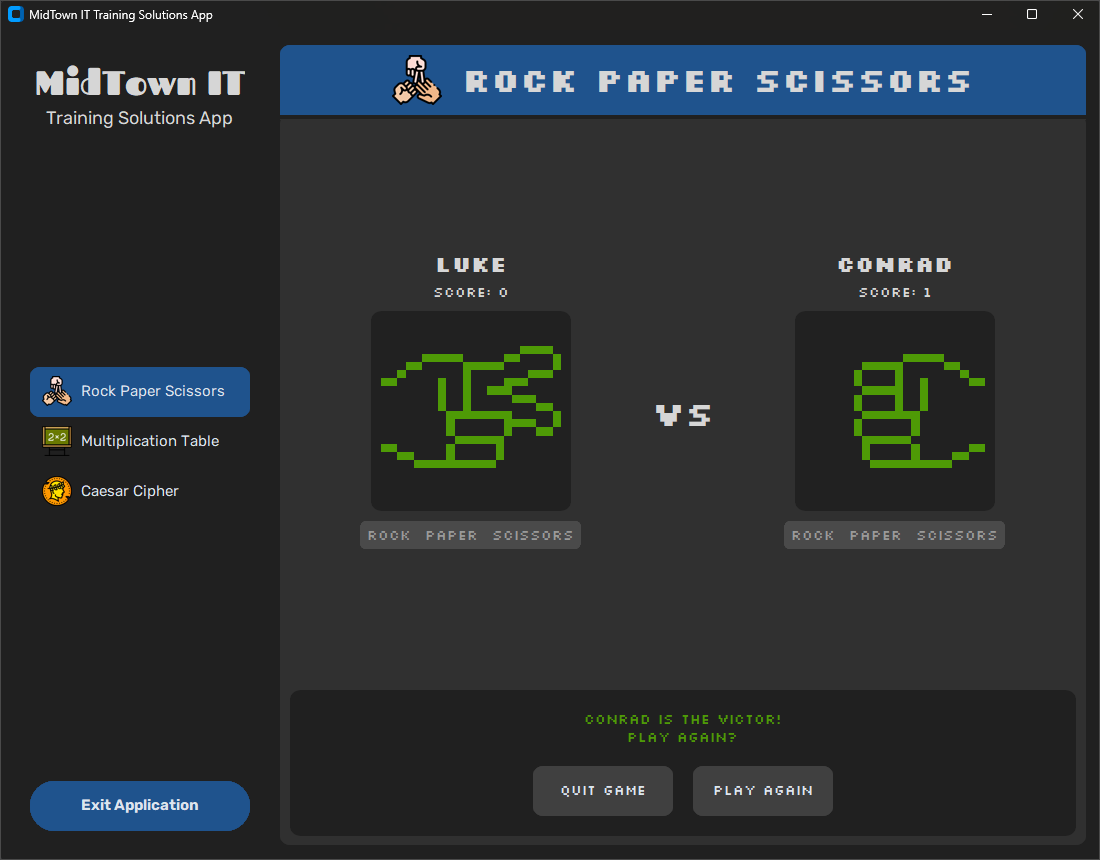 MidTown IT Training Solutions App
MidTown IT
Training Solutions App
Rock Paper Scissors
Multiplication Table
2×2
Caesar Cipher
Exit Application
ROCK PAPER SCISSORS
LUKE
SCORE: 0
CONRAD
SCORE: 1
VS
ROCK PAPER SCISSORS
ROCK PAPER SCISSORS
CONRAD IS THE VICTOR!
PLAY AGAIN?
QUIT GAME
PLAY AGAIN